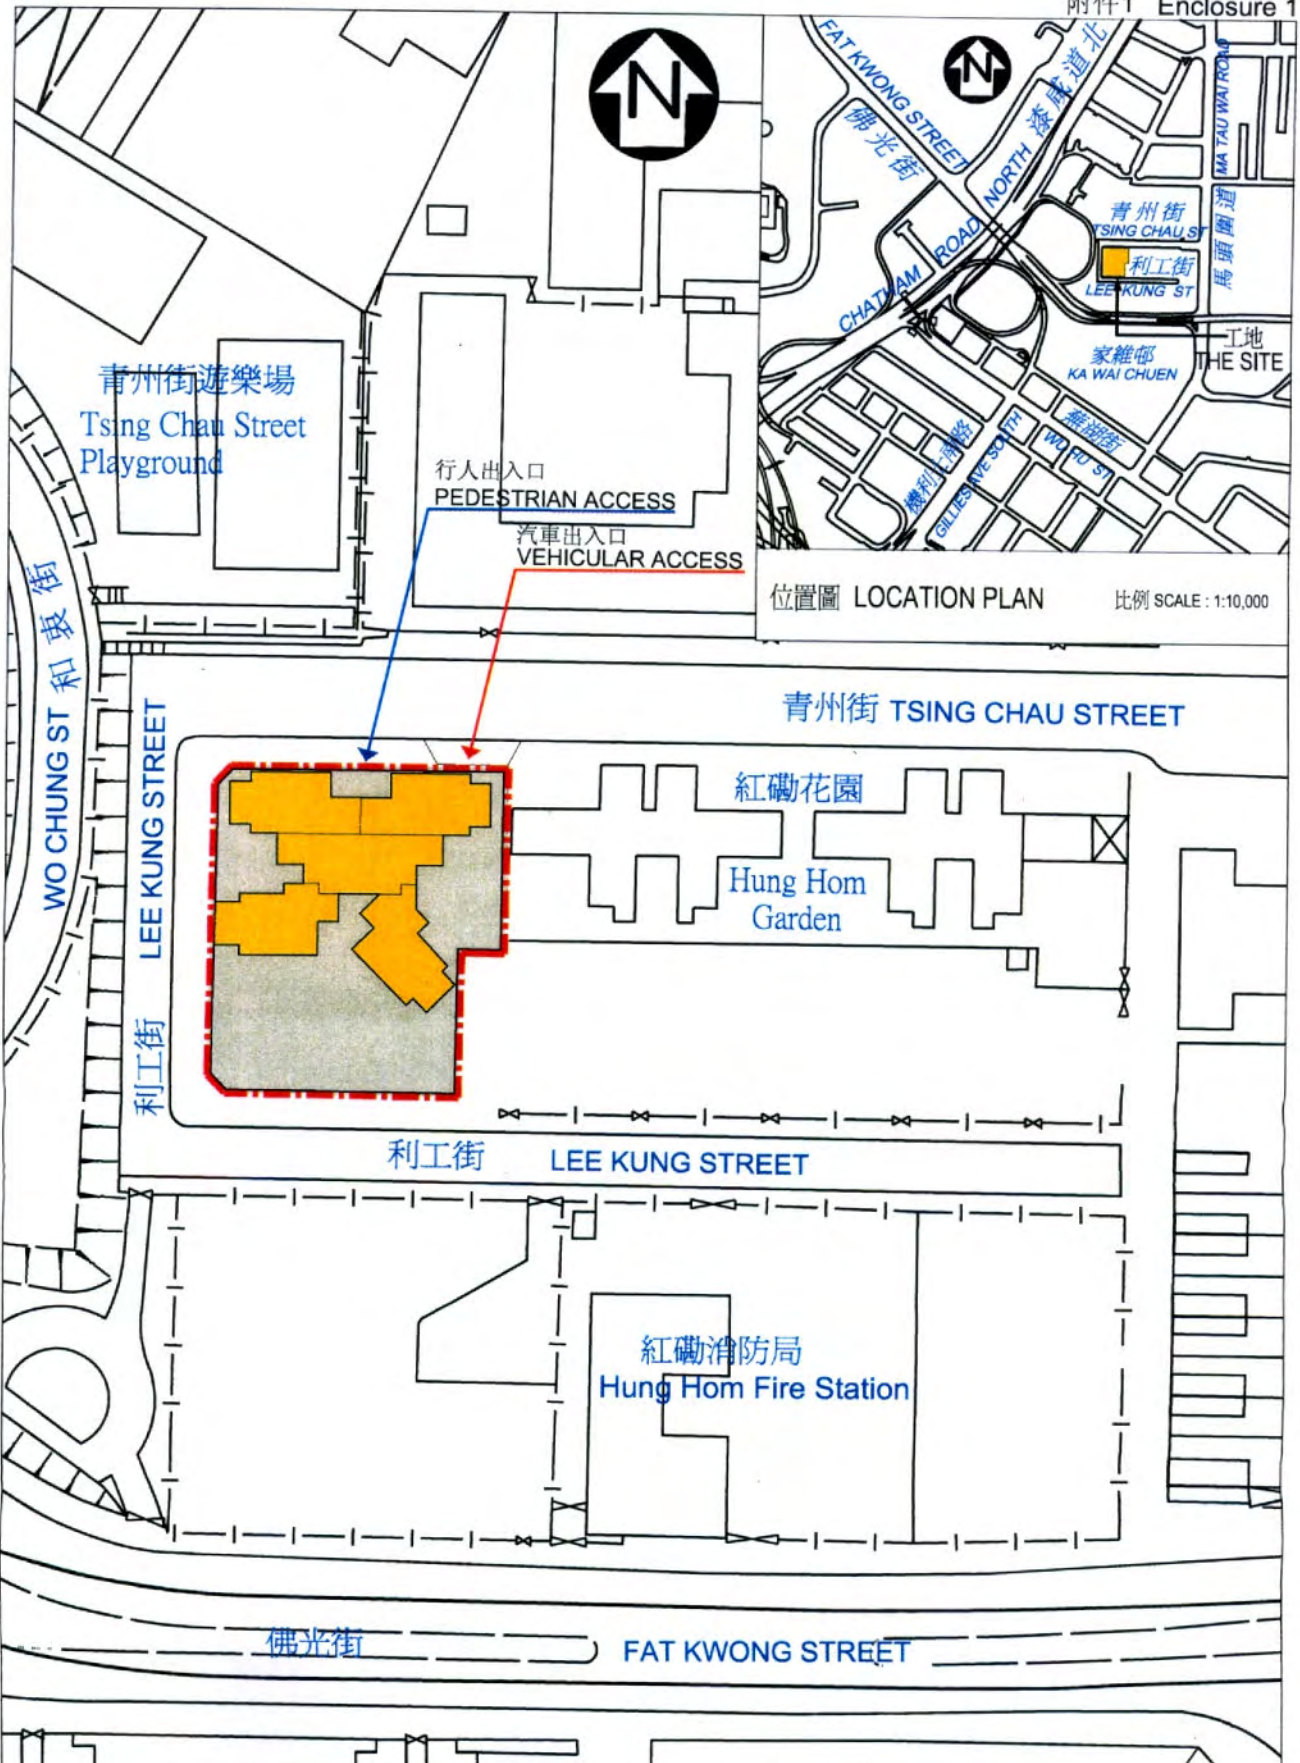 附件1 Enclosure 1
N
N
FAT KWONG STREET
佛光街
CHATHAM ROAD NORTH 漆咸道北
MA TAU WAI ROAD
馬頭圍道
青州街
TSING CHAU ST
利工街
LEE KUNG ST
工地
THE SITE
家維邨
KA WAI CHUEN
蕪湖街
WUHU ST
機利士南路
GILLIES AVE SOUTH
位置圖 LOCATION PLAN
比例 SCALE : 1:10,000
青州街遊樂場
Tsing Chau Street
Playground
行人出入口
PEDESTRIAN ACCESS
汽車出入口
VEHICULAR ACCESS
WO CHUNG ST 和衷街
利工街 LEE KUNG STREET
青州街 TSING CHAU STREET
紅磡花園
Hung Hom
Garden
利工街 LEE KUNG STREET
紅磡消防局
Hung Hom Fire Station
佛光街 FAT KWONG STREET